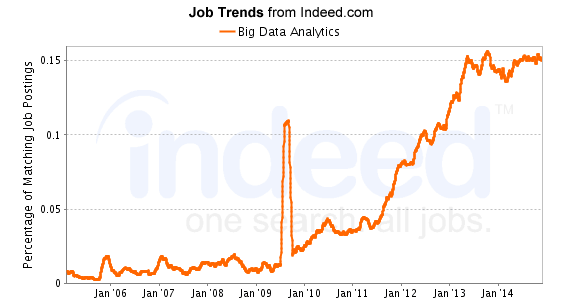 Job Trends from Indeed.com
Big Data Analytics
Percentage of Matching Job Postings
0.15
0.1
0.05
0
indeed™
one search all jobs.
Jan'06 Jan'07 Jan'08 Jan'09 Jan'10 Jan'11 Jan'12 Jan'13 Jan'14